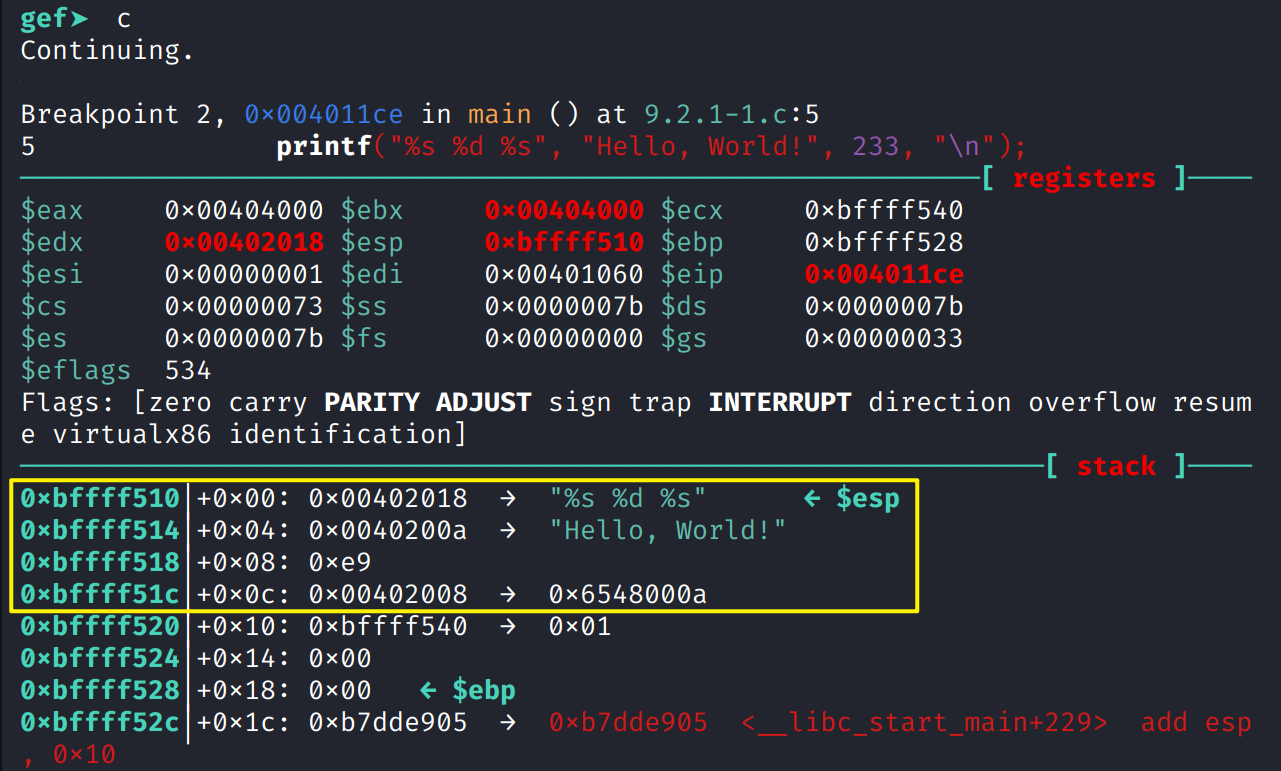 gef➤  c
Continuing.
Breakpoint 2, 0×004011ce in main () at 9.2.1-1.c:5
5               printf("%s %d %s", "Hello, World!", 233, "\n");
[ registers ]
$eax     0×00404000 $ebx     0×00404000 $ecx     0×bffff540
$edx     0×00402018 $esp     0×bffff510 $ebp     0×bffff528
$esi     0×00000001 $edi     0×00401060 $eip     0×004011ce
$cs      0×00000073 $ss      0×0000007b $ds      0×0000007b
$es      0×0000007b $fs      0×00000000 $gs      0×00000033
$eflags  534
Flags: [zero carry PARITY ADJUST sign trap INTERRUPT direction overflow resum
e virtualx86 identification]
[ stack ]
0×bffff510│+0×00: 0×00402018  →  "%s %d %s"      ← $esp
0×bffff514│+0×04: 0×0040200a  →  "Hello, World!"
0×bffff518│+0×08: 0×e9
0×bffff51c│+0×0c: 0×00402008  →  0×6548000a
0×bffff520│+0×10: 0×bffff540  →  0×01
0×bffff524│+0×14: 0×00
0×bffff528│+0×18: 0×00   ← $ebp
0×bffff52c│+0×1c: 0×b7dde905  →  0×b7dde905  <__libc_start_main+229>  add esp
, 0×10